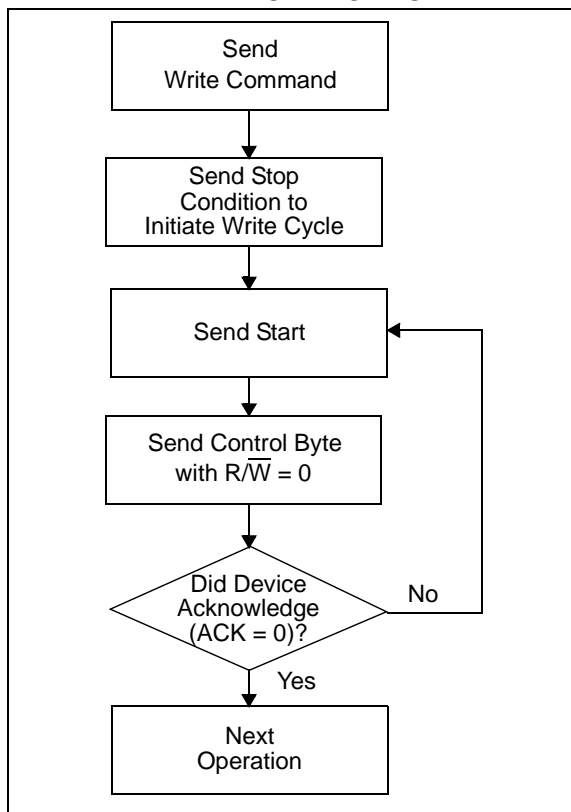 Send
Write Command
Send Stop
Condition to
Initiate Write Cycle
Send Start
Send Control Byte
with R/W̅ = 0
Did Device
Acknowledge
(ACK = 0)?
No
Yes
Next
Operation